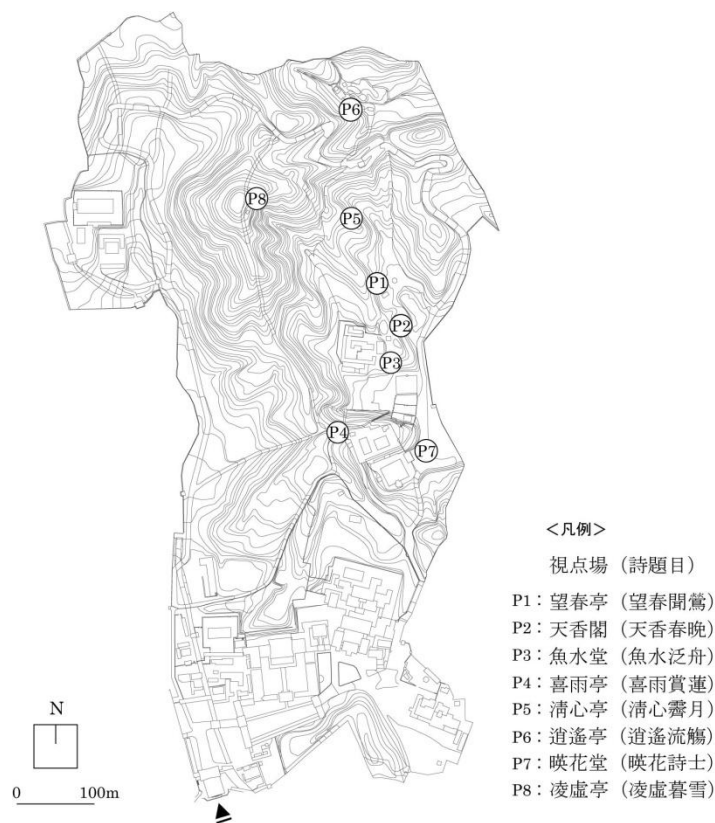 P6
P8
P5
P1
P2
P3
P4
P7
N
0 100m
<凡例>
視点場（詩題目）
P1：望春亭（望春聞鶯）
P2：天香閣（天香春晩）
P3：魚水堂（魚水泛舟）
P4：喜雨亭（喜雨賞蓮）
P5：淸心亭（淸心霽月）
P6：逍遙亭（逍遙流觴）
P7：暎花堂（暎花詩士）
P8：凌虛亭（凌虛暮雪）